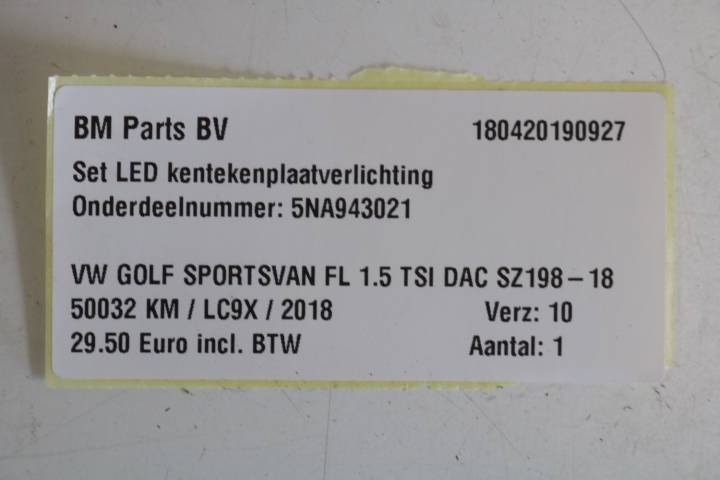 BM Parts BV 180420190927
Set LED kentekenplaatverlichting
Onderdeelnummer: 5NA943021
VW GOLF SPORTSVAN FL 1.5 TSI DAC SZ198-18
50032 KM / LC9X / 2018 Verz: 10
29.50 Euro incl. BTW Aantal: 1